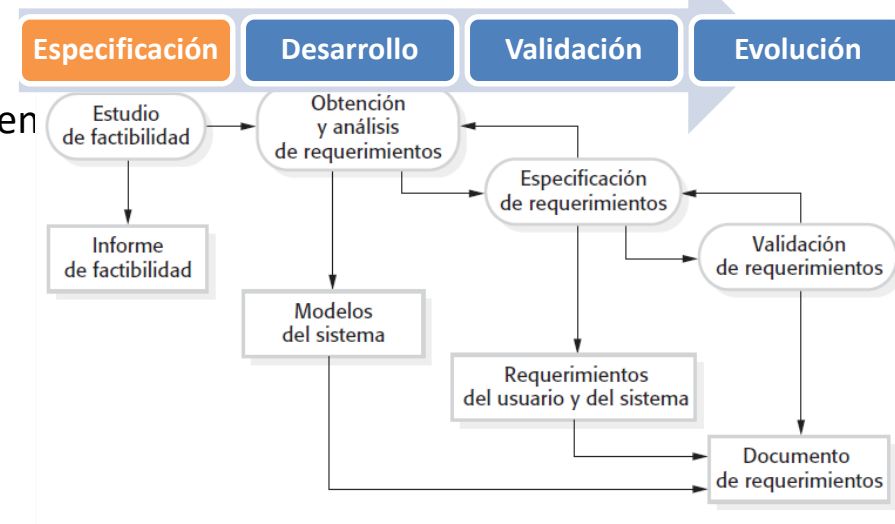 Especificación
Desarrollo
Validación
Evolución
en
Estudio
de factibilidad
Obtención
y análisis
de requerimientos
Especificación
de requerimientos
Validación
de requerimientos
Informe
de factibilidad
Modelos
del sistema
Requerimientos
del usuario y del sistema
Documento
de requerimientos